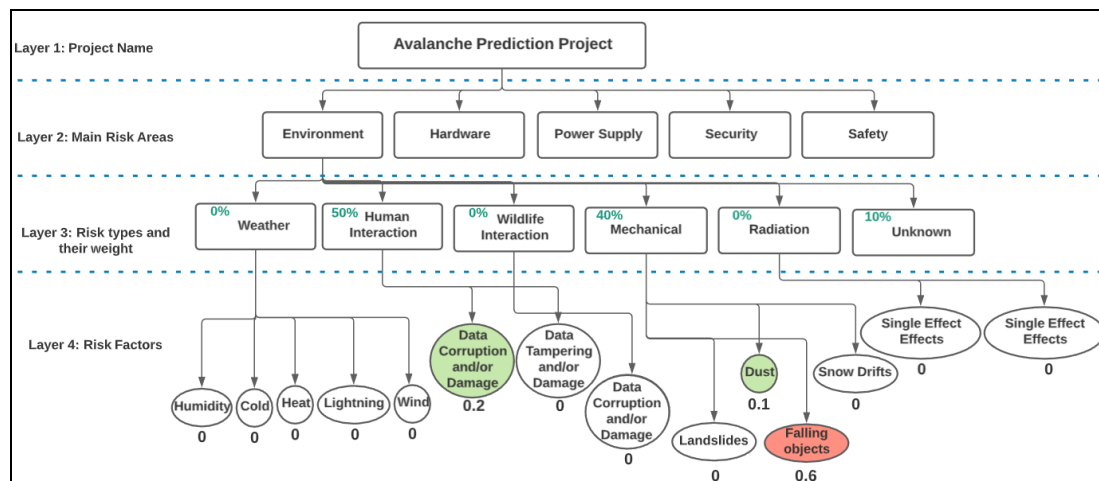 Layer 1: Project Name
Avalanche Prediction Project
Layer 2: Main Risk Areas
Environment
Hardware
Power Supply
Security
Safety
Layer 3: Risk types and
their weight
0%
Weather
50%
Human
Interaction
0%
Wildlife
Interaction
40%
Mechanical
0%
Radiation
10%
Unknown
Layer 4: Risk Factors
Humidity
0
Cold
0
Heat
0
Lightning
0
Wind
0
Data
Corruption
and/or
Damage
0.2
Data
Tampering
and/or
Damage
0
Data
Corruption
and/or
Damage
0
Landslides
0
Dust
0.1
Falling
objects
0.6
Snow Drifts
0
Single Effect
Effects
0
Single Effect
Effects
0